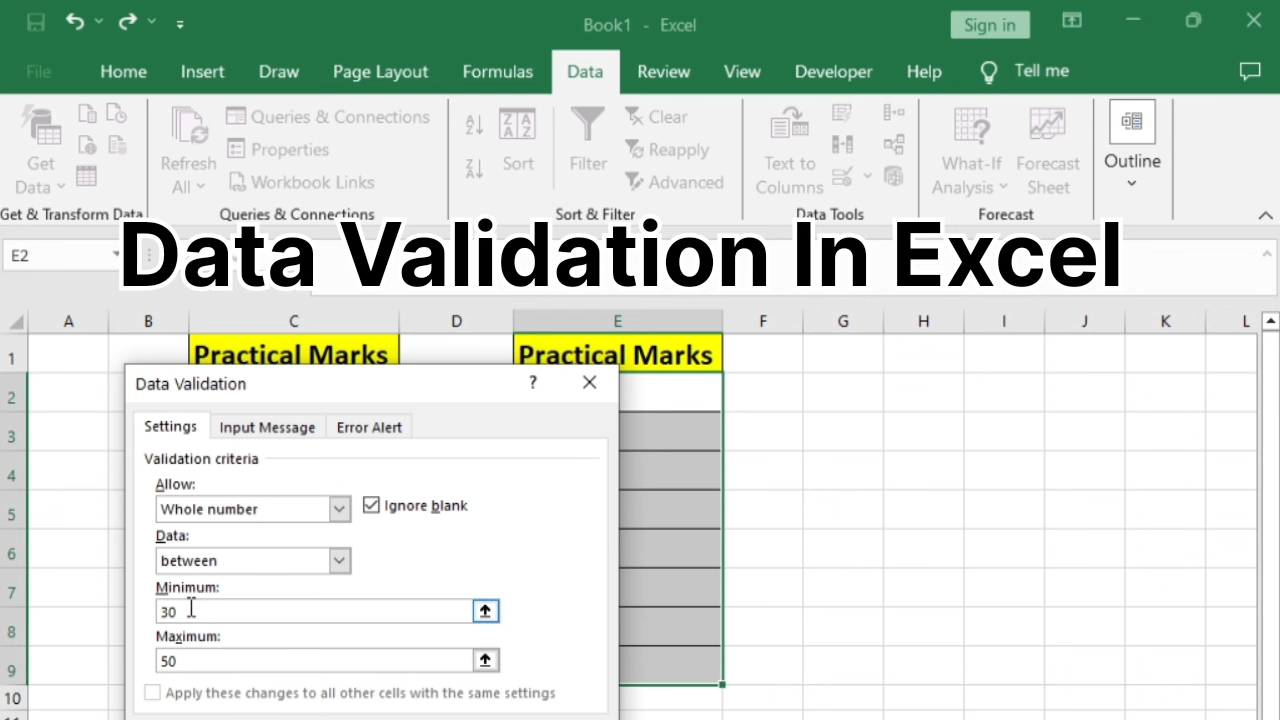 Book1 - Excel
Sign in
File Home Insert Draw Page Layout Formulas Data Review View Developer Help Tell me
Get Data
Refresh All
Queries & Connections
Properties
Workbook Links
Sort
Filter
Clear
Reapply
Advanced
Text to Columns
What-If Analysis
Forecast Sheet
Outline
Get & Transform Data
Queries & Connections
Sort & Filter
Data Tools
Forecast
E2
Data Validation In Excel
A B C D E F G H I J K L
1 Practical Marks Practical Marks
2
3
4
5
6
7
8
9
10
Data Validation ?
Settings Input Message Error Alert
Validation criteria
Allow:
Whole number Ignore blank
Data:
between
Minimum:
30
Maximum:
50
Apply these changes to all other cells with the same settings